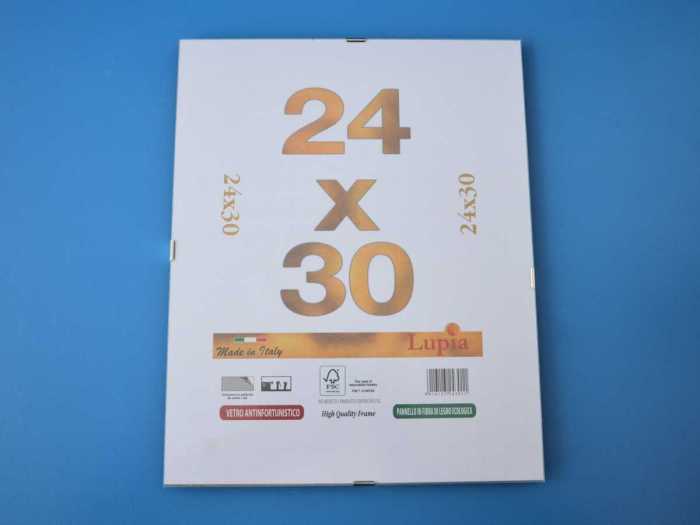 24
x
30
24x30
24x30
Made in Italy
Lupia
FSC
High Quality Frame
VETRO ANTINFORTUNISTICO
PANNELLO IN FIBRA DI LEGNO ECOLOGICA